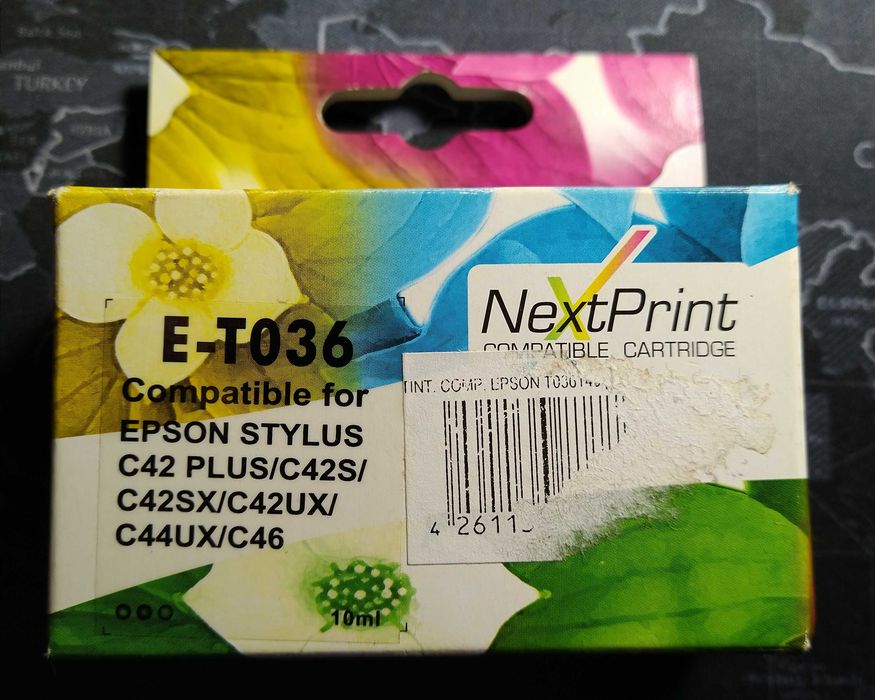 TURKEY
NextPrint
COMPATIBLE CARTRIDGE
E-T036
Compatible for
EPSON STYLUS
C42 PLUS/C42S/
C42SX/C42UX/
C44UX/C46
10ml
TINT. COMP. EPSON
4 2611